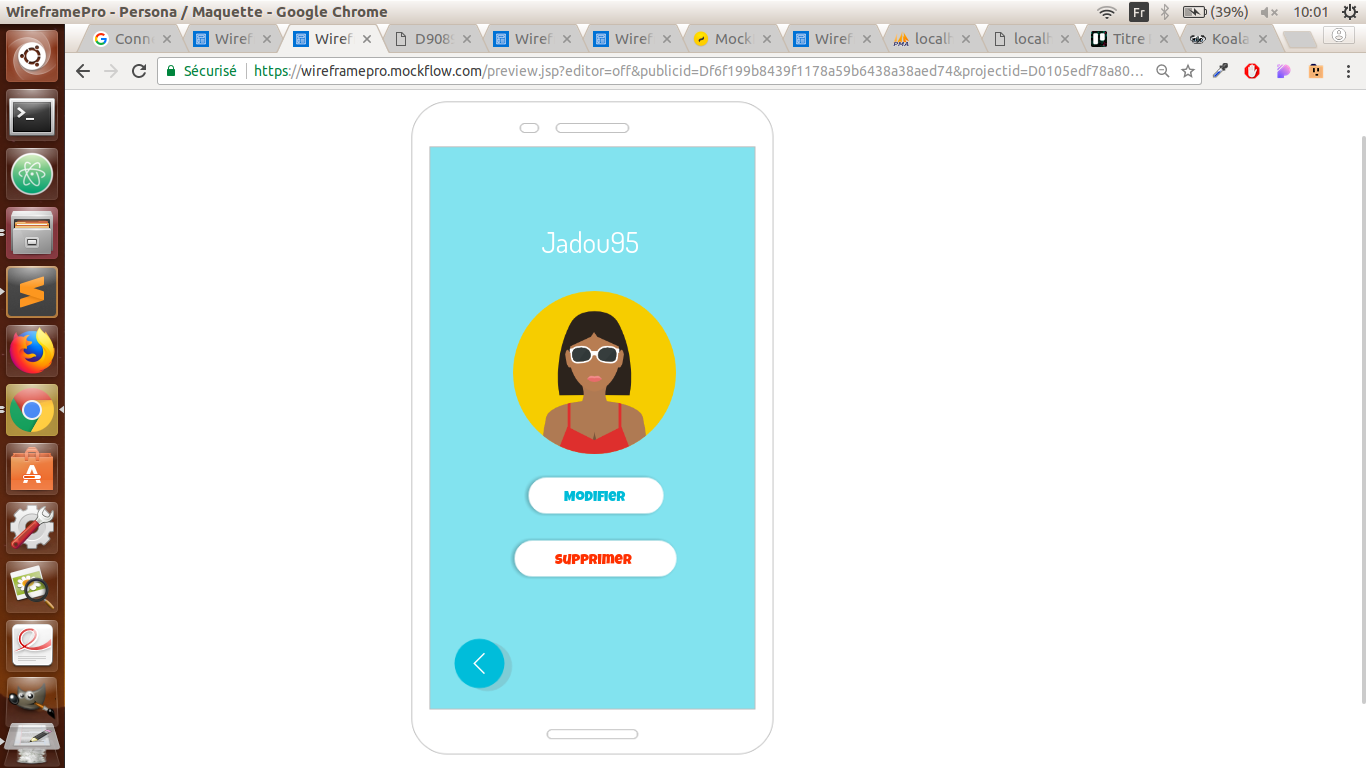 WireframePro - Persona / Maquette - Google Chrome
Fr
(39%)
10:01
Conn
Wiref
Wiref
D908
Wiref
Wiref
Mock
Wiref
PMA
localh
localh
Titre
Koala
Sécurisé
https://wireframepro.mockflow.com/preview.jsp?editor=off&publicid=Df6f199b8439f1178a59b6438a38aed74&projectid=D0105edf78a80...
Jadou95
Modifier
Supprimer